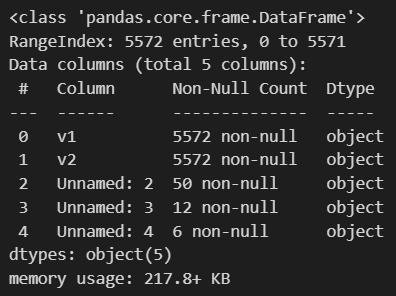 <class 'pandas.core.frame.DataFrame'>
RangeIndex: 5572 entries, 0 to 5571
Data columns (total 5 columns):
 #   Column      Non-Null Count  Dtype
---  ------      --------------  -----
 0   v1          5572 non-null   object
 1   v2          5572 non-null   object
 2   Unnamed: 2  50 non-null     object
 3   Unnamed: 3  12 non-null     object
 4   Unnamed: 4  6 non-null      object
dtypes: object(5)
memory usage: 217.8+ KB